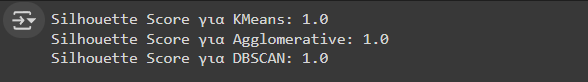 Silhouette Score για KMeans: 1.0
Silhouette Score για Agglomerative: 1.0
Silhouette Score για DBSCAN: 1.0